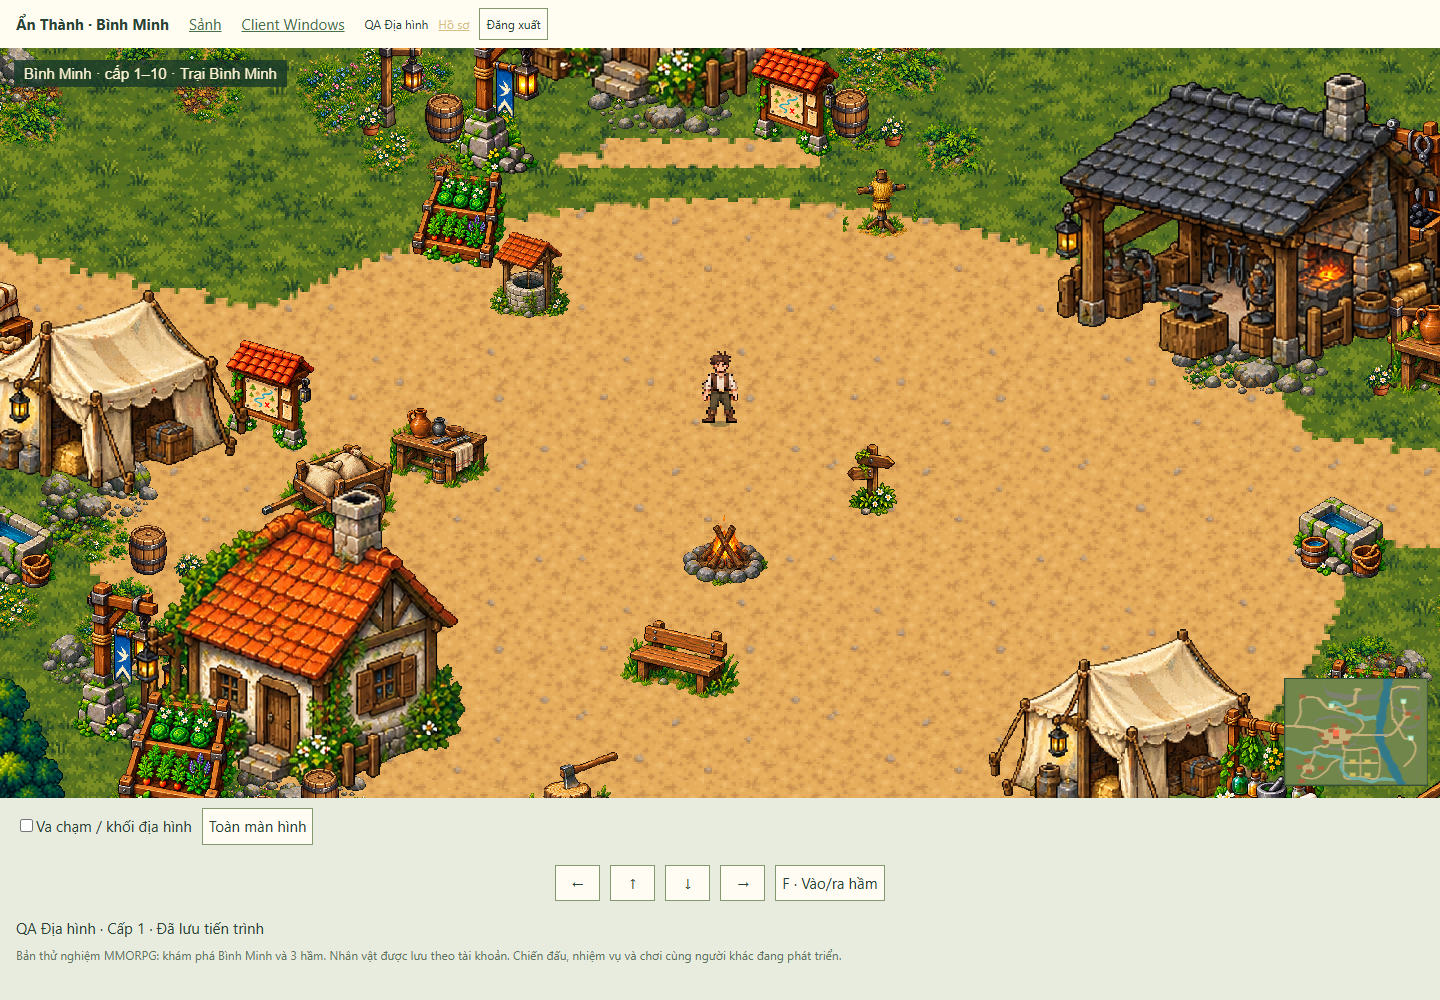 Ẩn Thành · Bình Minh Sảnh Client Windows QA Địa hình Hồ sơ Đăng xuất
Bình Minh · cấp 1–10 · Trại Bình Minh
Va chạm / khối địa hình Toàn màn hình
← ↑ ↓ → F · Vào/ra hầm
QA Địa hình · Cấp 1 · Đã lưu tiến trình
Bản thử nghiệm MMORPG: khám phá Bình Minh và 3 hầm. Nhân vật được lưu theo tài khoản. Chiến đấu, nhiệm vụ và chơi cùng người khác đang phát triển.